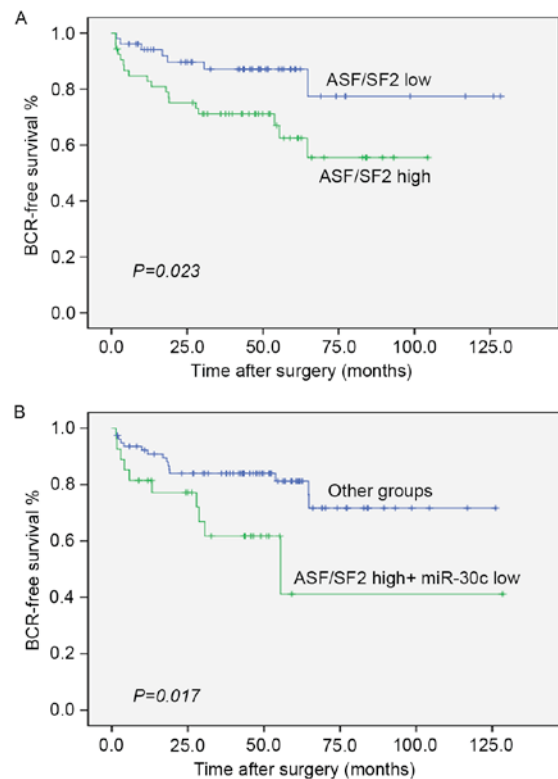 A
1.0
0.8
0.6
0.4
0.2
0.0
BCR-free survival %
ASF/SF2 low
ASF/SF2 high
P=0.023
0.0 25.0 50.0 75.0 100.0 125.0
Time after surgery (months)
B
1.0
0.8
0.6
0.4
0.2
0.0
BCR-free survival %
Other groups
ASF/SF2 high+ miR-30c low
P=0.017
0.0 25.0 50.0 75.0 100.0 125.0
Time after surgery (months)